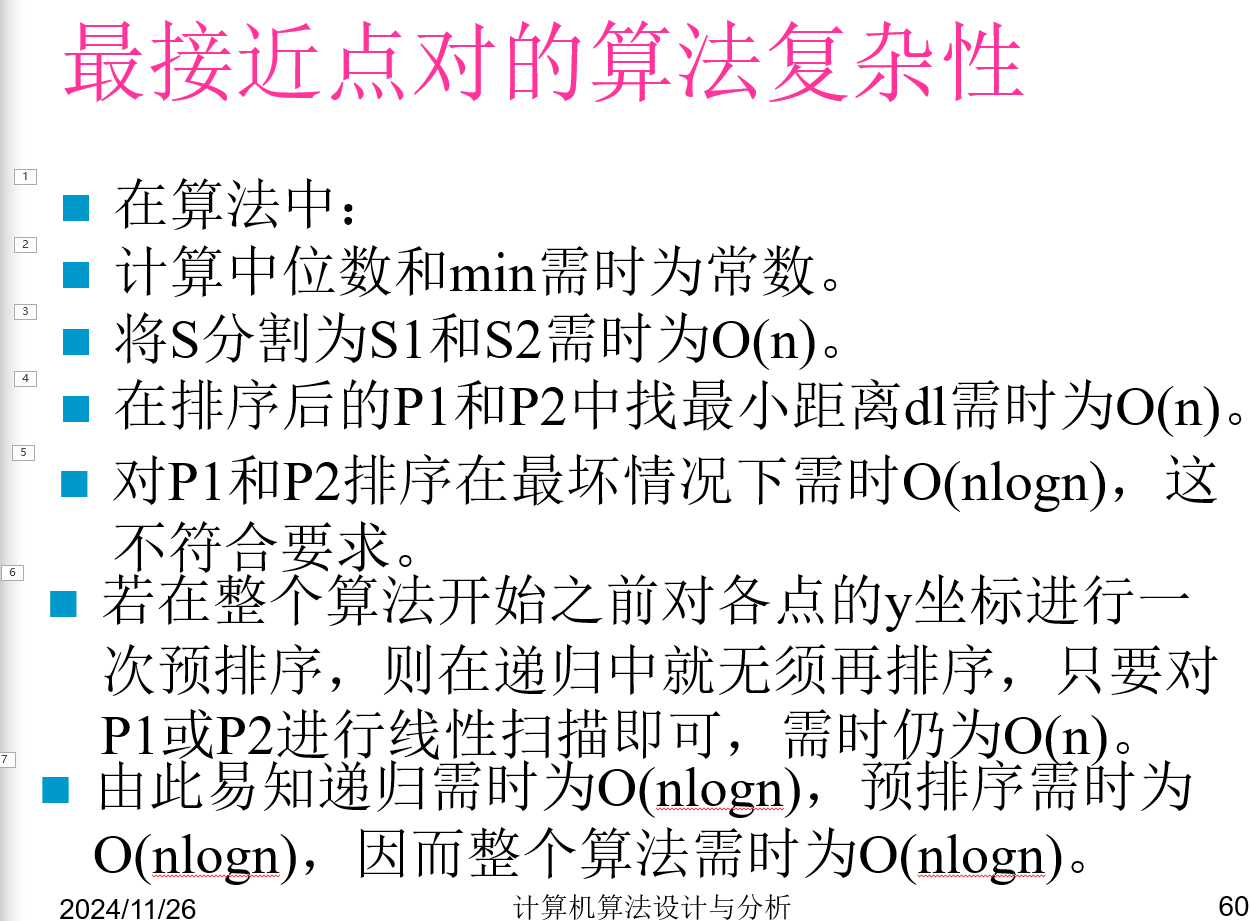 最接近点对的算法复杂性
1
在算法中：
2
计算中位数和min需时为常数。
3
将S分割为S1和S2需时为O(n)。
4
在排序后的P1和P2中找最小距离dl需时为O(n)。
5
对P1和P2排序在最坏情况下需时O(nlogn)，这
不符合要求。
6
若在整个算法开始之前对各点的y坐标进行一
次预排序，则在递归中就无须再排序，只要对
P1或P2进行线性扫描即可，需时仍为O(n)。
7
由此易知递归需时为O(nlogn)，预排序需时为
O(nlogn)，因而整个算法需时为O(nlogn)。
2024/11/26
计算机算法设计与分析
60